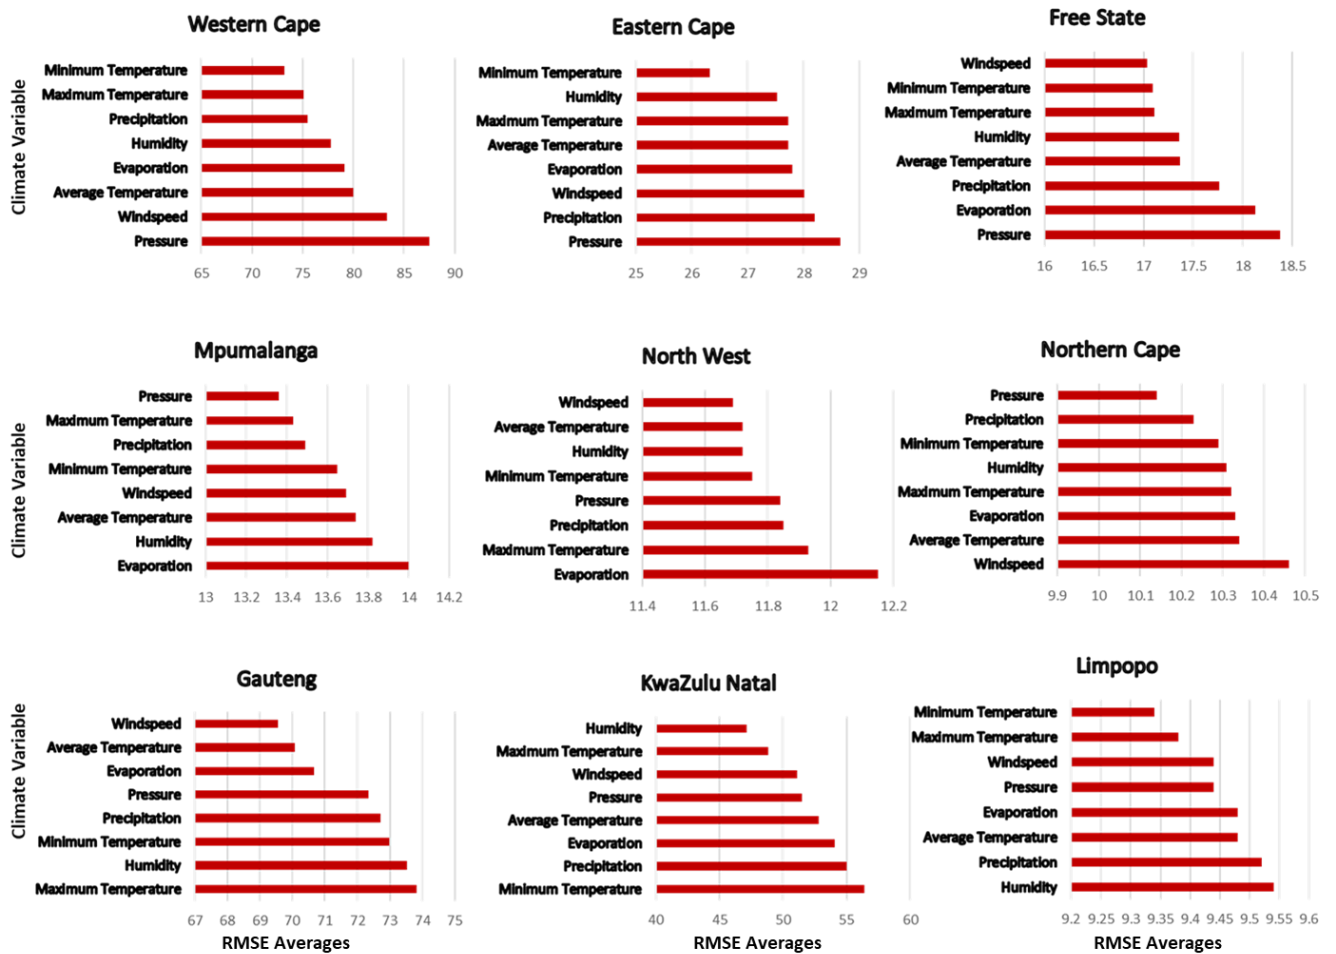 Western Cape
Climate Variable
Minimum Temperature
Maximum Temperature
Precipitation
Humidity
Evaporation
Average Temperature
Windspeed
Pressure
65 70 75 80 85 90
Eastern Cape
Minimum Temperature
Humidity
Maximum Temperature
Average Temperature
Evaporation
Windspeed
Precipitation
Pressure
25 26 27 28 29
Free State
Windspeed
Minimum Temperature
Maximum Temperature
Humidity
Average Temperature
Precipitation
Evaporation
Pressure
16 16.5 17 17.5 18 18.5
Mpumalanga
Climate Variable
Pressure
Maximum Temperature
Precipitation
Minimum Temperature
Windspeed
Average Temperature
Humidity
Evaporation
13 13.2 13.4 13.6 13.8 14 14.2
North West
Windspeed
Average Temperature
Humidity
Minimum Temperature
Pressure
Precipitation
Maximum Temperature
Evaporation
11.4 11.6 11.8 12 12.2
Northern Cape
Pressure
Precipitation
Minimum Temperature
Humidity
Maximum Temperature
Evaporation
Average Temperature
Windspeed
9.9 10 10.1 10.2 10.3 10.4 10.5
Gauteng
Climate Variable
Windspeed
Average Temperature
Evaporation
Pressure
Precipitation
Minimum Temperature
Humidity
Maximum Temperature
67 68 69 70 71 72 73 74 75
RMSE Averages
KwaZulu Natal
Humidity
Maximum Temperature
Windspeed
Pressure
Average Temperature
Evaporation
Precipitation
Minimum Temperature
40 45 50 55 60
RMSE Averages
Limpopo
Minimum Temperature
Maximum Temperature
Windspeed
Pressure
Evaporation
Average Temperature
Precipitation
Humidity
9.2 9.25 9.3 9.35 9.4 9.45 9.5 9.55 9.6
RMSE Averages